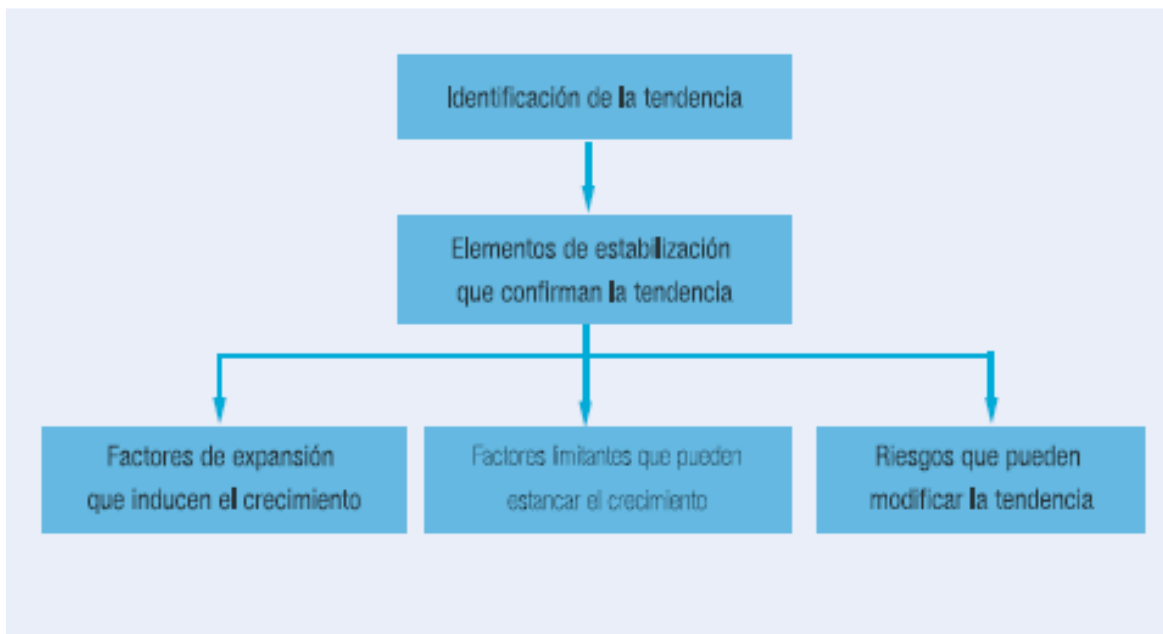 Identificación de la tendencia
Elementos de estabilización
que confirman la tendencia
Factores de expansión
que inducen el crecimiento
Factores limitantes que pueden
estancar el crecimiento
Riesgos que pueden
modificar la tendencia